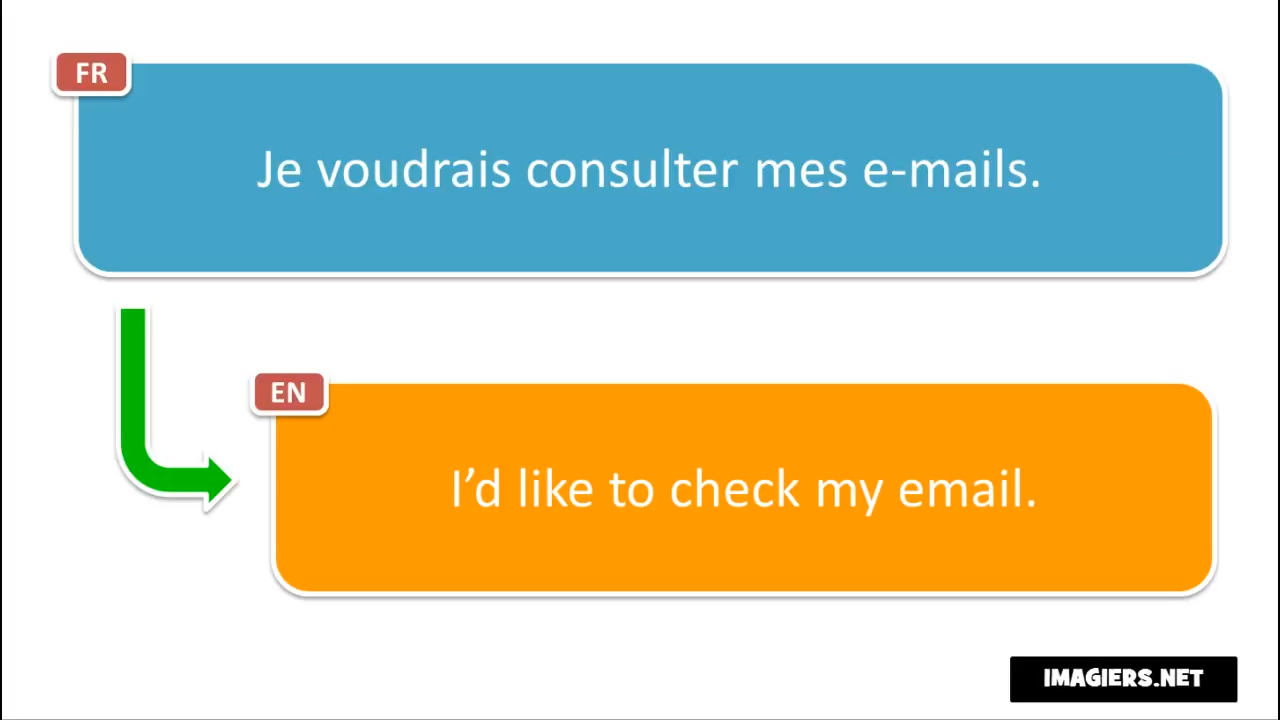 FR
Je voudrais consulter mes e-mails.
EN
I’d like to check my email.
IMAGIERS.NET